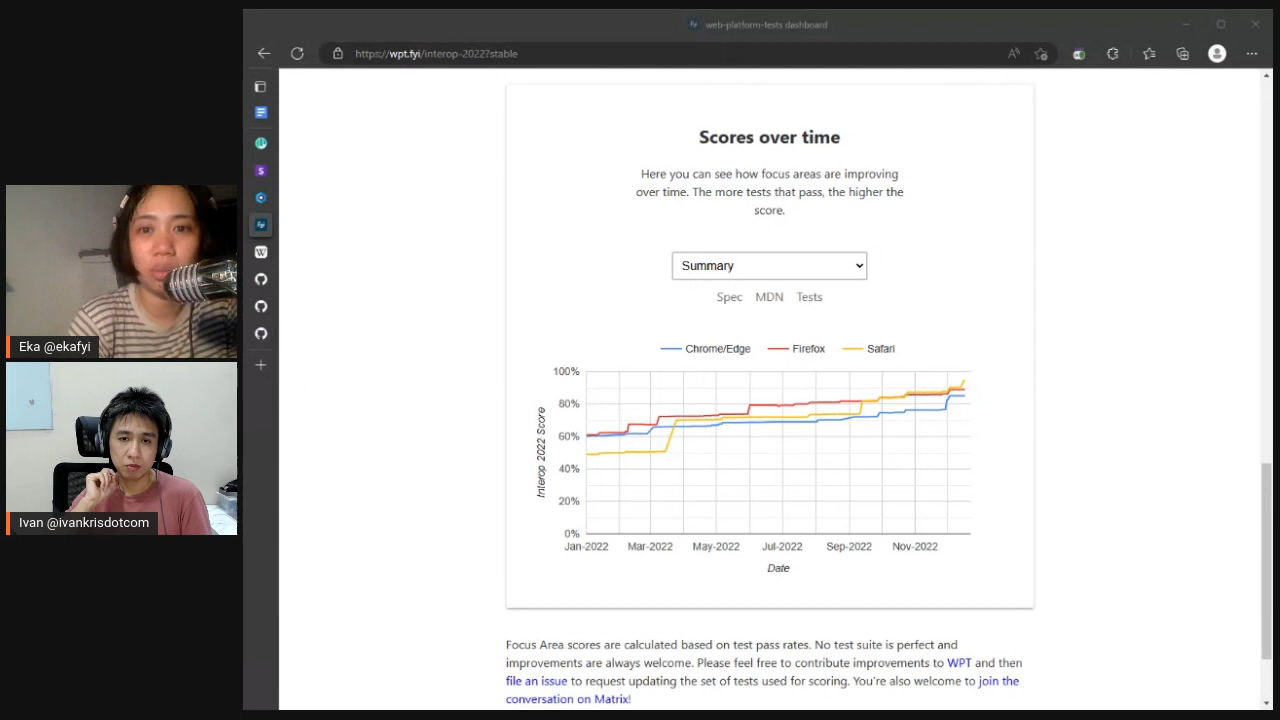 web-platform-tests dashboard
https://wpt.fyi/interop-2022?stable
Scores over time
Here you can see how focus areas are improving
over time. The more tests that pass, the higher the
score.
Summary
Spec MDN Tests
Chrome/Edge Firefox Safari
100%
80%
60%
40%
20%
0%
Interop 2022 Score
Jan-2022 Mar-2022 May-2022 Jul-2022 Sep-2022 Nov-2022
Date
Focus Area scores are calculated based on test pass rates. No test suite is perfect and
improvements are always welcome. Please feel free to contribute improvements to WPT and then
file an issue to request updating the set of tests used for scoring. You're also welcome to join the
conversation on Matrix!
Eka @ekafyi
Ivan @ivankrisdotcom